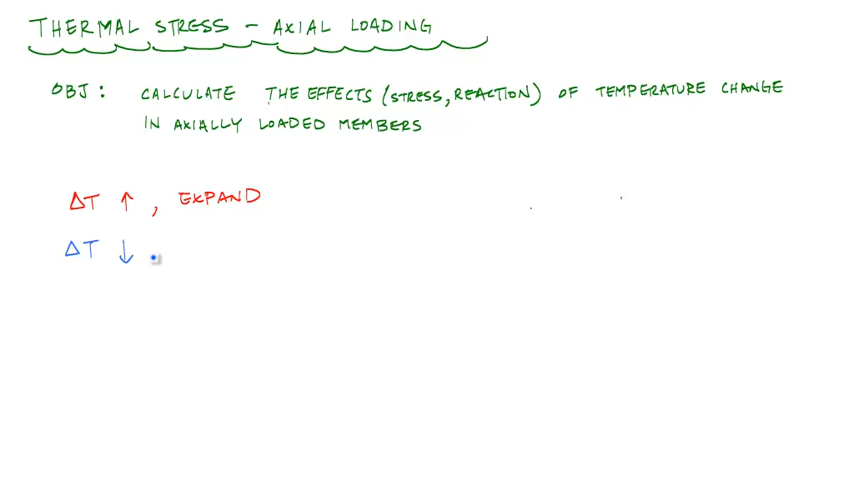 THERMAL STRESS – AXIAL LOADING
OBJ: CALCULATE THE EFFECTS (STRESS, REACTION) OF TEMPERATURE CHANGE
IN AXIALLY LOADED MEMBERS
ΔT ↑, EXPAND
ΔT ↓